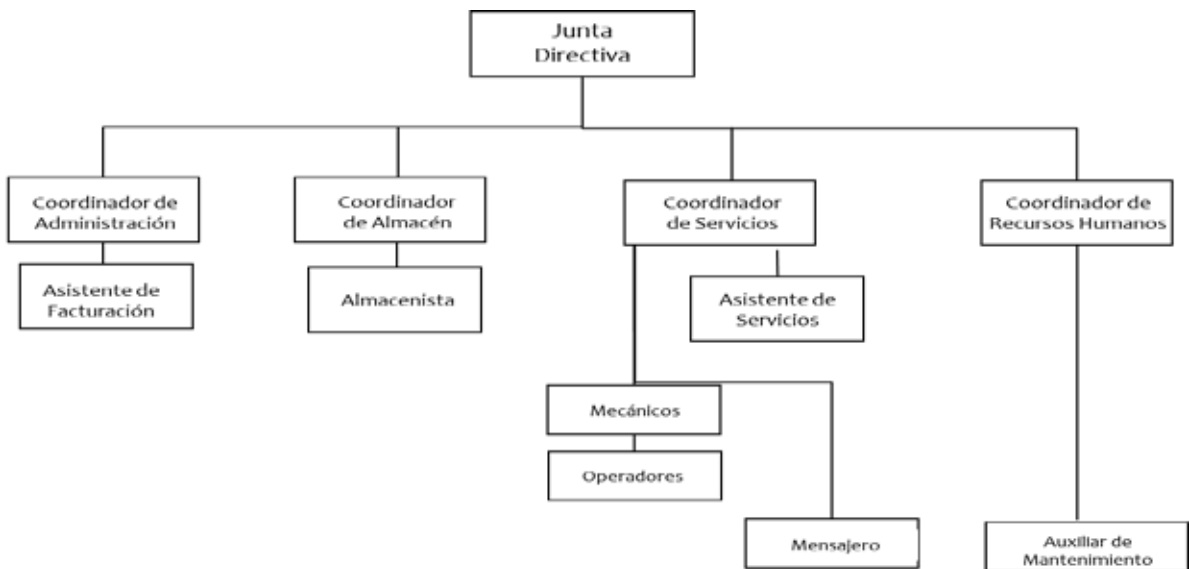 Junta
Directiva
Coordinador de
Administración
Coordinador
de Almacén
Coordinador
de Servicios
Coordinador de
Recursos Humanos
Asistente de
Facturación
Almacenista
Asistente de
Servicios
Mecánicos
Operadores
Mensajero
Auxiliar de
Mantenimiento